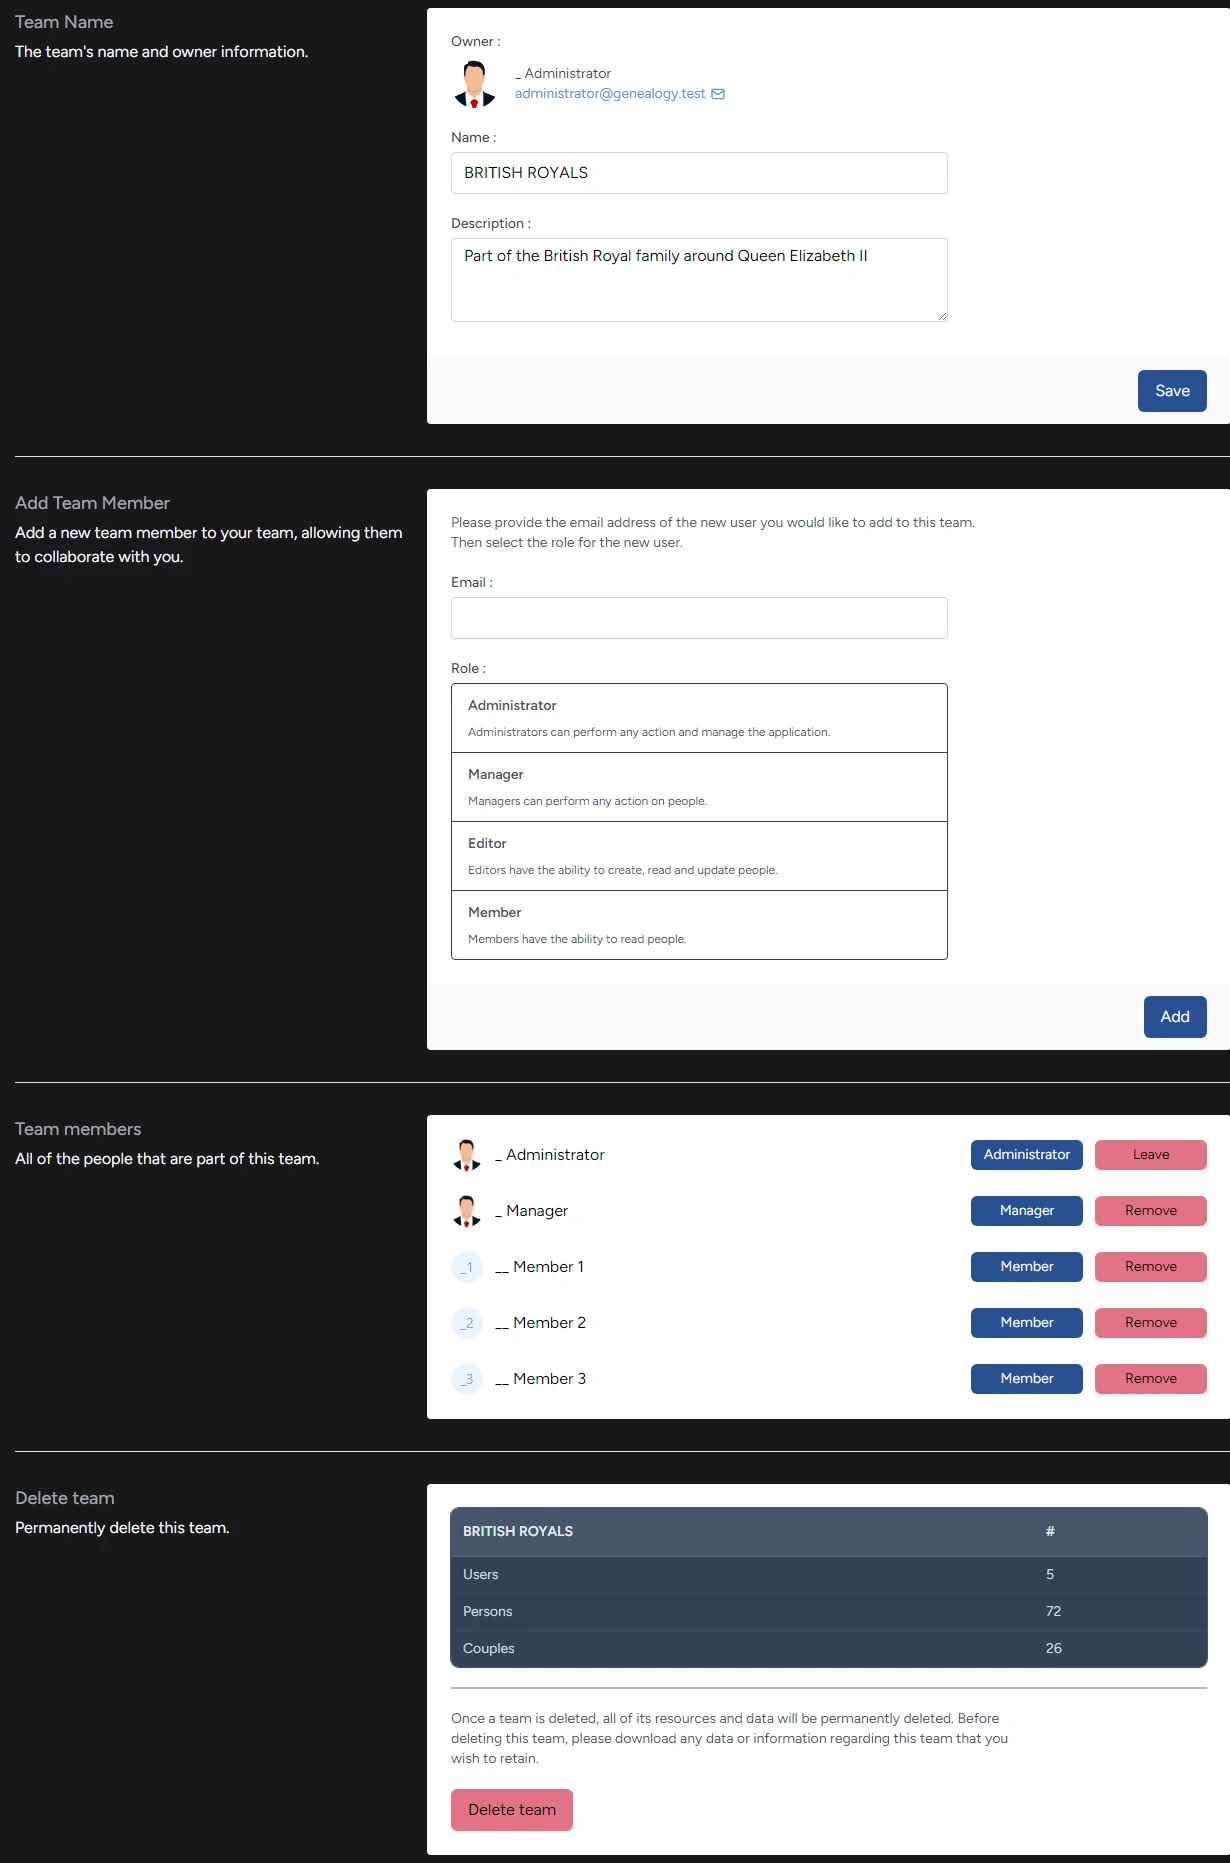 Team Name
The team's name and owner information.
Owner :
_ Administrator
administrator@genealogy.test
Name :
BRITISH ROYALS
Description :
Part of the British Royal family around Queen Elizabeth II
Save
Add Team Member
Add a new team member to your team, allowing them
to collaborate with you.
Please provide the email address of the new user you would like to add to this team.
Then select the role for the new user.
Email :
Role :
Administrator
Administrators can perform any action and manage the application.
Manager
Managers can perform any action on people.
Editor
Editors have the ability to create, read and update people.
Member
Members have the ability to read people.
Add
Team members
All of the people that are part of this team.
_ Administrator Administrator Leave
_ Manager Manager Remove
_1 __ Member 1 Member Remove
_2 __ Member 2 Member Remove
_3 __ Member 3 Member Remove
Delete team
Permanently delete this team.
BRITISH ROYALS #
Users 5
Persons 72
Couples 26
Once a team is deleted, all of its resources and data will be permanently deleted. Before
deleting this team, please download any data or information regarding this team that you
wish to retain.
Delete team